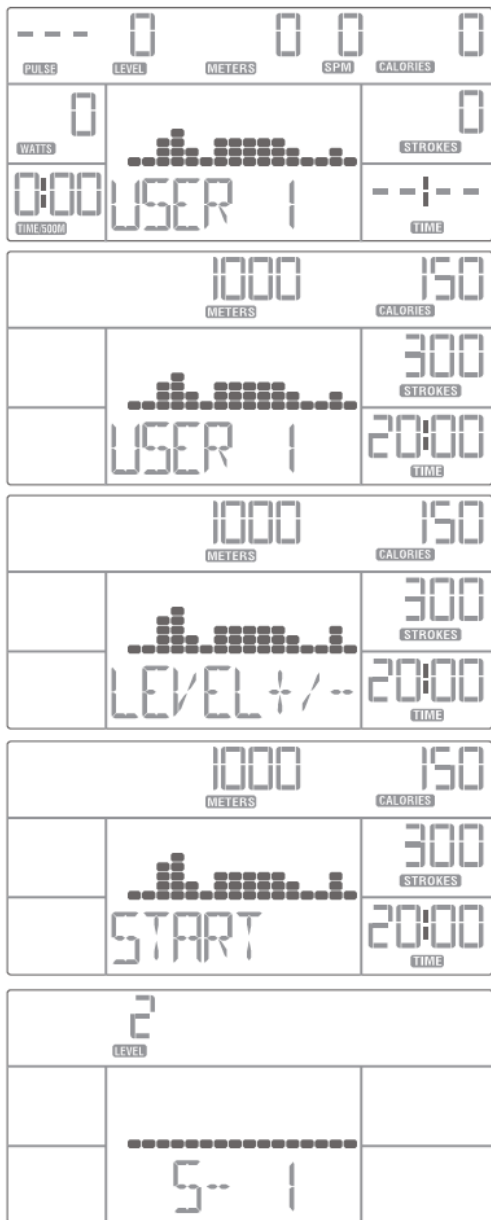 --- 0 0 0 0
PULSE LEVEL METERS SPM CALORIES
0 0
WATTS STROKES
0:00 USER 1 --:--
TIME/500M TIME
1000 150
METERS CALORIES
300
STROKES
USER 1 20:00
TIME
1000 150
METERS CALORIES
300
STROKES
LEVEL+/- 20:00
TIME
1000 150
METERS CALORIES
300
STROKES
START 20:00
TIME
2
LEVEL
S-- 1